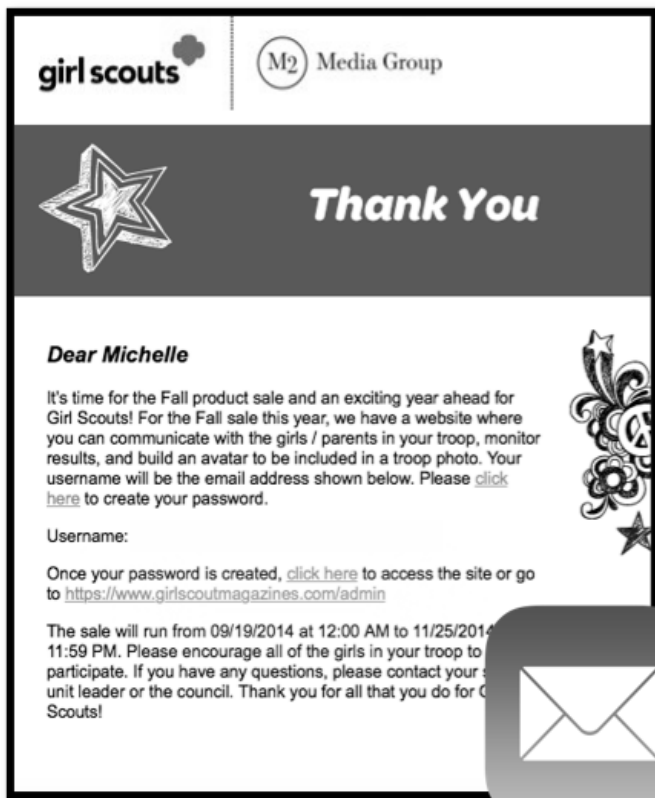 girl scouts
M2 Media Group
Thank You
Dear Michelle
It's time for the Fall product sale and an exciting year ahead for
Girl Scouts! For the Fall sale this year, we have a website where
you can communicate with the girls / parents in your troop, monitor
results, and build an avatar to be included in a troop photo. Your
username will be the email address shown below. Please click
here to create your password.
Username:
Once your password is created, click here to access the site or go
to https://www.girlscoutmagazines.com/admin
The sale will run from 09/19/2014 at 12:00 AM to 11/25/2014
11:59 PM. Please encourage all of the girls in your troop to
participate. If you have any questions, please contact your
unit leader or the council. Thank you for all that you do for
Scouts!